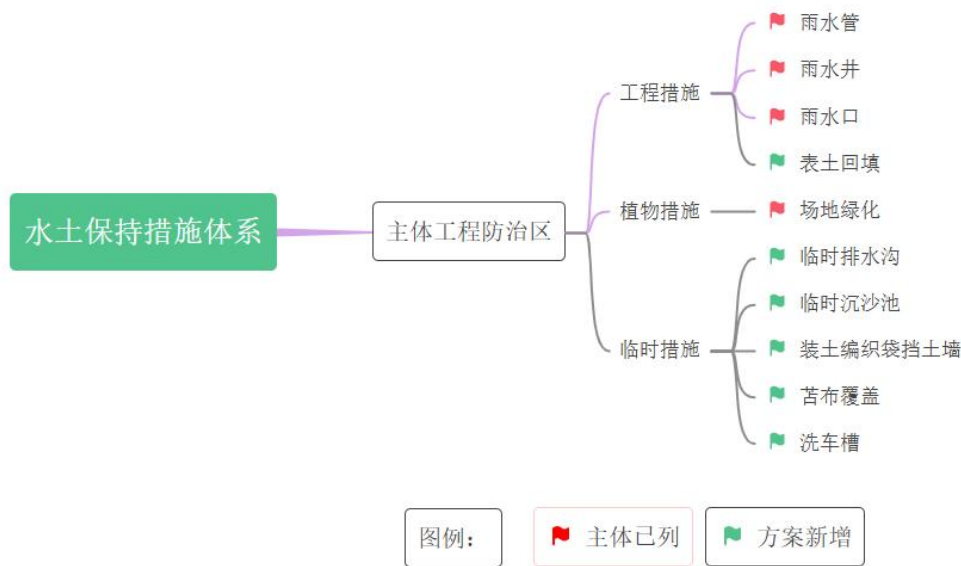 水土保持措施体系
主体工程防治区
工程措施
雨水管
雨水井
雨水口
表土回填
植物措施
场地绿化
临时措施
临时排水沟
临时沉沙池
装土编织袋挡土墙
苫布覆盖
洗车槽
图例：
主体已列
方案新增